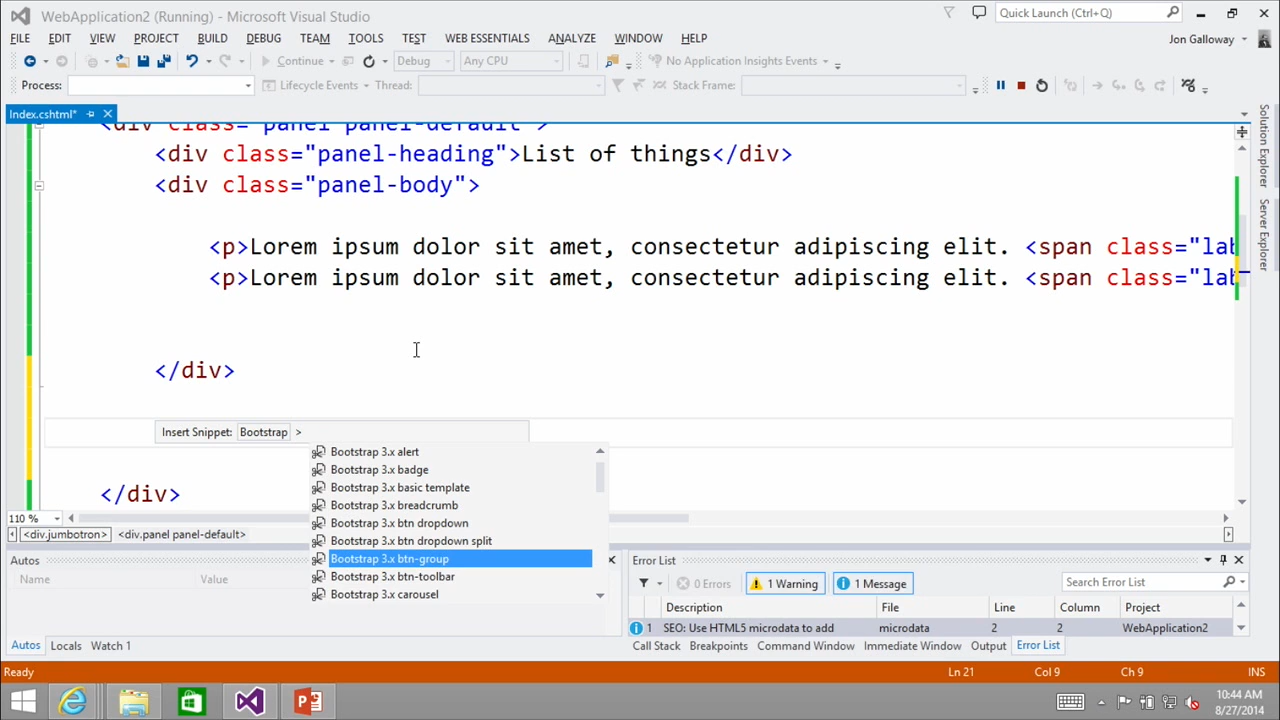 WebApplication2 (Running) - Microsoft Visual Studio
Quick Launch (Ctrl+Q)
FILE EDIT VIEW PROJECT BUILD DEBUG TEAM TOOLS TEST WEB ESSENTIALS ANALYZE WINDOW HELP
Jon Galloway
Continue Debug Any CPU No Application Insights Events
Process: Lifecycle Events Thread: Stack Frame:
Index.cshtml*
<div class="panel panel-default">
<div class="panel-heading">List of things</div>
<div class="panel-body">
<p>Lorem ipsum dolor sit amet, consectetur adipiscing elit. <span class="lab
<p>Lorem ipsum dolor sit amet, consectetur adipiscing elit. <span class="lab
</div>
Insert Snippet: Bootstrap >
Bootstrap 3.x alert
Bootstrap 3.x badge
Bootstrap 3.x basic template
Bootstrap 3.x breadcrumb
Bootstrap 3.x btn dropdown
Bootstrap 3.x btn dropdown split
Bootstrap 3.x btn-group
Bootstrap 3.x btn-toolbar
Bootstrap 3.x carousel
</div>
110 %
<div.jumbotron> <div.panel panel-default>
Autos
Name Value
Autos Locals Watch 1
Error List
0 Errors 1 Warning 1 Message Search Error List
Description File Line Column Project
1 SEO: Use HTML5 microdata to add microdata 2 2 WebApplication2
Call Stack Breakpoints Command Window Immediate Window Output Error List
Ready Ln 21 Col 9 Ch 9 INS
10:44 AM
8/27/2014
Solution Explorer
Server Explorer